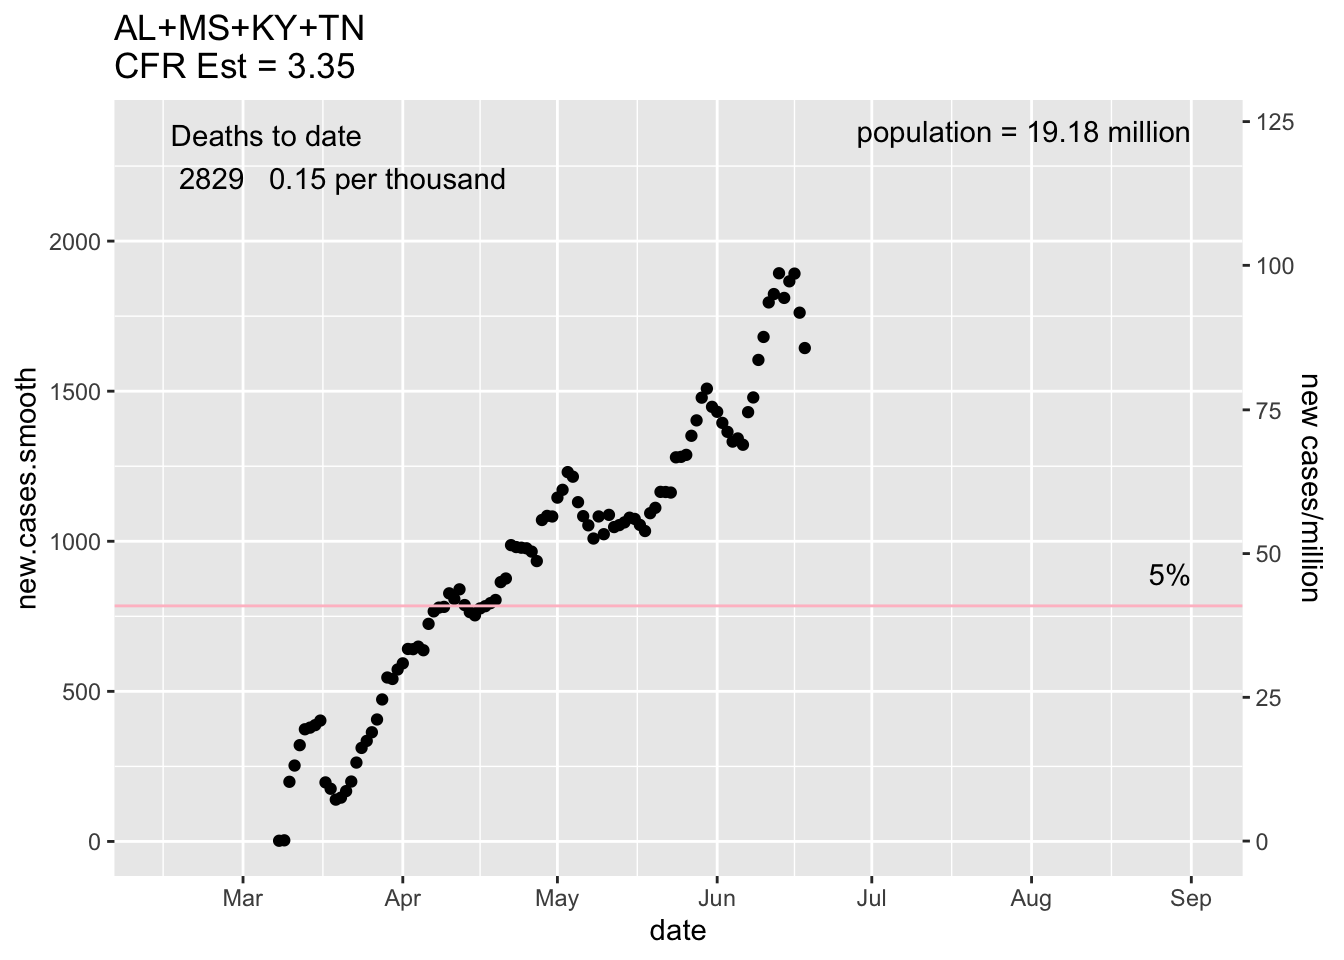 AL+MS+KY+TN
CFR Est = 3.35
Deaths to date
2829 0.15 per thousand
population = 19.18 million
5%
new.cases.smooth
2000
1500
1000
500
0
125
100
75
50
25
0
new cases/million
Mar Apr May Jun Jul Aug Sep
date